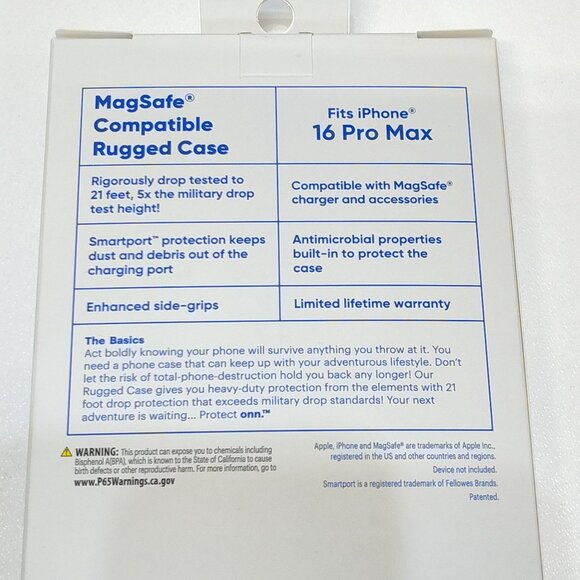 MagSafe®
Compatible
Rugged Case
Fits iPhone®
16 Pro Max
Rigorously drop tested to
21 feet, 5x the military drop
test height!
Compatible with MagSafe®
charger and accessories
Smartport™ protection keeps
dust and debris out of the
charging port
Antimicrobial properties
built-in to protect the
case
Enhanced side-grips
Limited lifetime warranty
The Basics
Act boldly knowing your phone will survive anything you throw at it. You
need a phone case that can keep up with your adventurous lifestyle. Don't
let the risk of total-phone-destruction hold you back any longer! Our
Rugged Case gives you heavy-duty protection from the elements with 21
foot drop protection that exceeds military drop standards! Your next
adventure is waiting... Protect onn.™
WARNING: This product can expose you to chemicals including
Bisphenol A(BPA), which is known to the State of California to cause
birth defects or other reproductive harm. For more information, go to
www.P65Warnings.ca.gov
Apple, iPhone and MagSafe® are trademarks of Apple Inc.,
registered in the US and other countries and regions.
Device not included.
Smartport is a registered trademark of Fellowes Brands.
Patented.